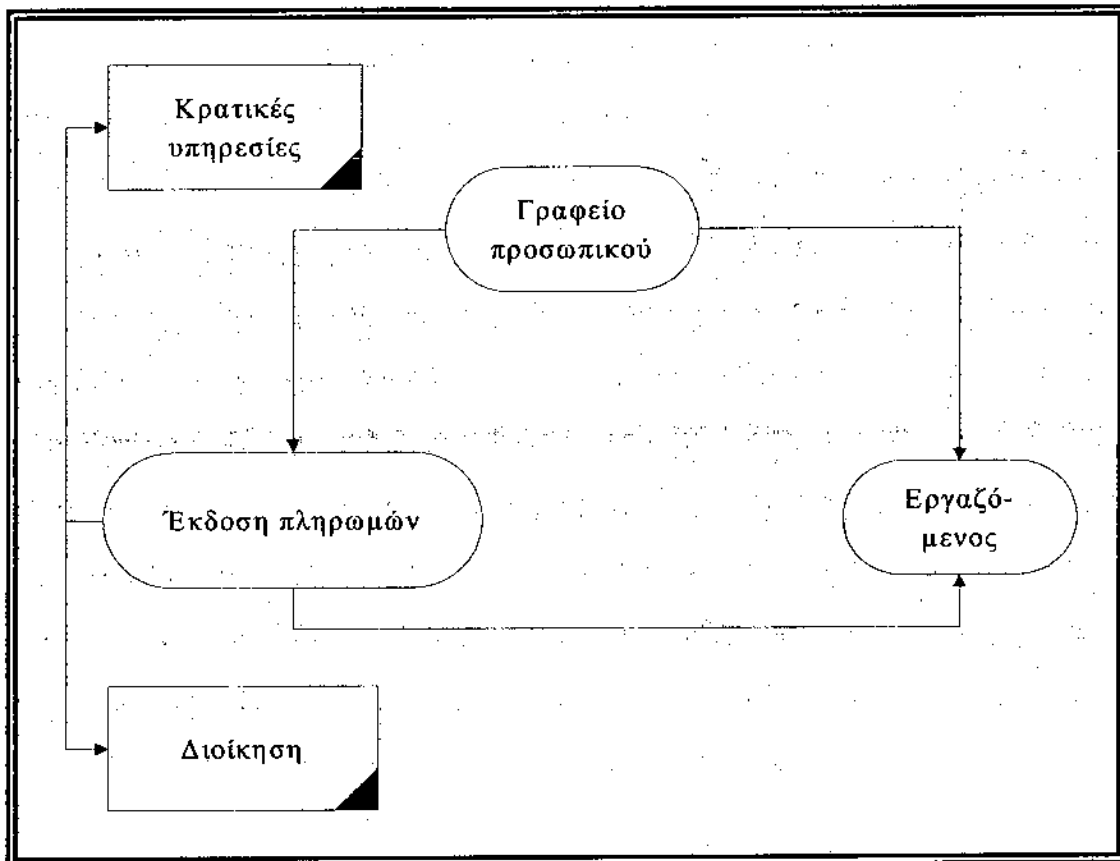 Κρατικές
υπηρεσίες
Γραφείο
προσωπικού
Έκδοση πληρωμών
Εργαζό-
μενος
Διοίκηση